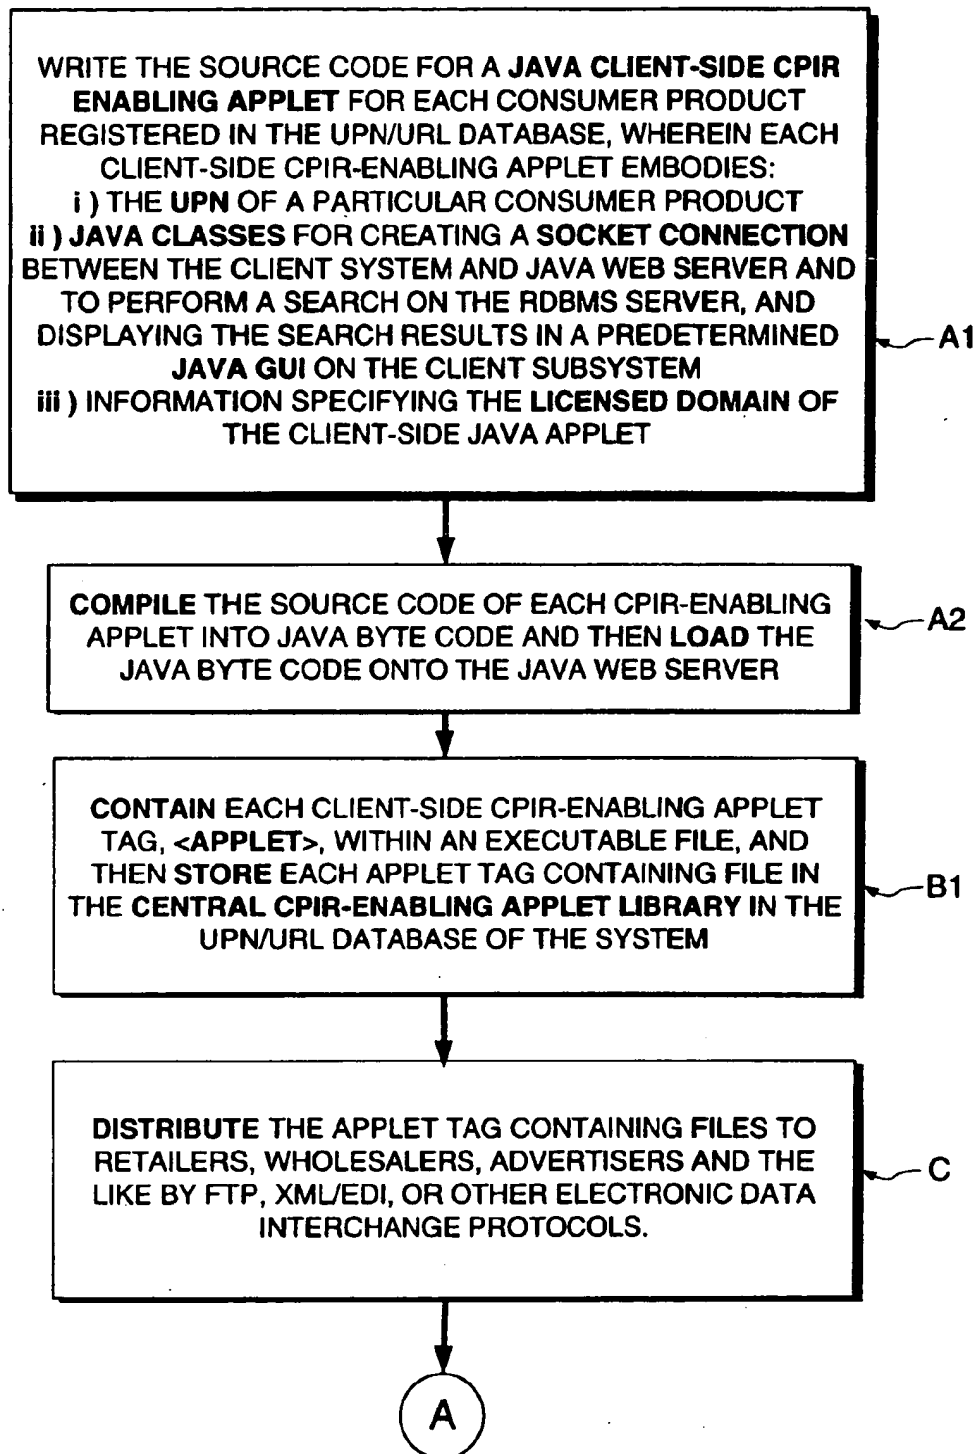 WRITE THE SOURCE CODE FOR A JAVA CLIENT-SIDE CPIR
ENABLING APPLET FOR EACH CONSUMER PRODUCT
REGISTERED IN THE UPN/URL DATABASE, WHEREIN EACH
CLIENT-SIDE CPIR-ENABLING APPLET EMBODIES:
i ) THE UPN OF A PARTICULAR CONSUMER PRODUCT
ii ) JAVA CLASSES FOR CREATING A SOCKET CONNECTION
BETWEEN THE CLIENT SYSTEM AND JAVA WEB SERVER AND
TO PERFORM A SEARCH ON THE RDBMS SERVER, AND
DISPLAYING THE SEARCH RESULTS IN A PREDETERMINED
JAVA GUI ON THE CLIENT SUBSYSTEM
iii ) INFORMATION SPECIFYING THE LICENSED DOMAIN OF
THE CLIENT-SIDE JAVA APPLET
A1
COMPILE THE SOURCE CODE OF EACH CPIR-ENABLING
APPLET INTO JAVA BYTE CODE AND THEN LOAD THE
JAVA BYTE CODE ONTO THE JAVA WEB SERVER
A2
CONTAIN EACH CLIENT-SIDE CPIR-ENABLING APPLET
TAG, <APPLET>, WITHIN AN EXECUTABLE FILE, AND
THEN STORE EACH APPLET TAG CONTAINING FILE IN
THE CENTRAL CPIR-ENABLING APPLET LIBRARY IN THE
UPN/URL DATABASE OF THE SYSTEM
B1
DISTRIBUTE THE APPLET TAG CONTAINING FILES TO
RETAILERS, WHOLESALERS, ADVERTISERS AND THE
LIKE BY FTP, XML/EDI, OR OTHER ELECTRONIC DATA
INTERCHANGE PROTOCOLS.
C
A